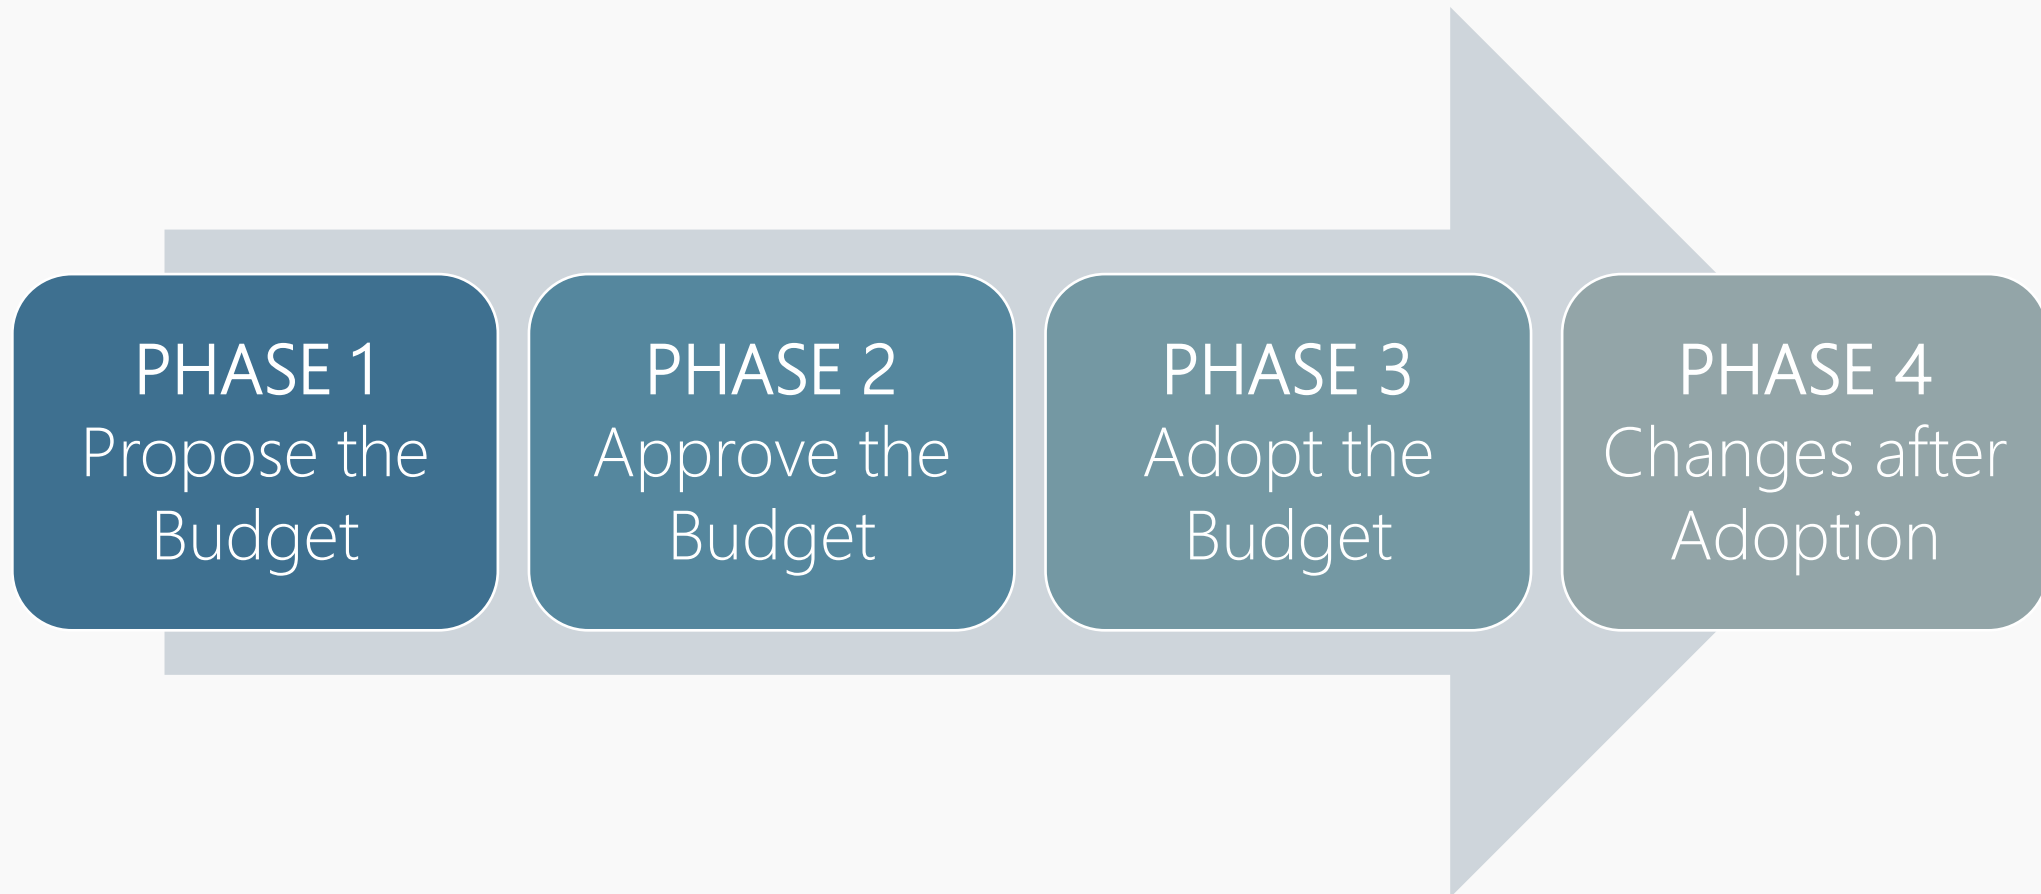 PHASE 1
Propose the
Budget
PHASE 2
Approve the
Budget
PHASE 3
Adopt the
Budget
PHASE 4
Changes after
Adoption